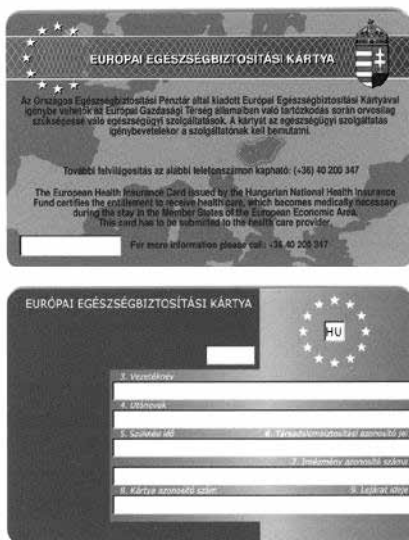 EURÓPAI EGÉSZSÉGBIZTOSÍTÁSI KÁRTYA
Az Országos Egészségbiztosítási Pénztár által kiadott Európai Egészségbiztosítási Kártyával
igénybe vehetők az Európai Gazdasági Térség államaiban való tartózkodás során orvosilag
szükségessé váló egészségügyi szolgáltatások. A kártyát az egészségügyi szolgáltatás
igénybevételekor a szolgáltatónak kell bemutatni.
További felvilágosítás az alábbi telefonszámon kapható: (+36) 40 200 347
The European Health Insurance Card issued by the Hungarian National Health Insurance
Fund certifies the entitlement to receive health care, which becomes medically necessary
during the stay in the Member States of the European Economic Area.
This card has to be submitted to the health care provider.
For more information please call: +36 40 200 347
EURÓPAI EGÉSZSÉGBIZTOSÍTÁSI KÁRTYA
HU
3. Vezetéknév
4. Utónevek
5. Születési idő
6. Társadalombiztosítási azonosító jel
7. Intézmény azonosító száma
8. Kártya azonosító száma
9. Lejárat ideje